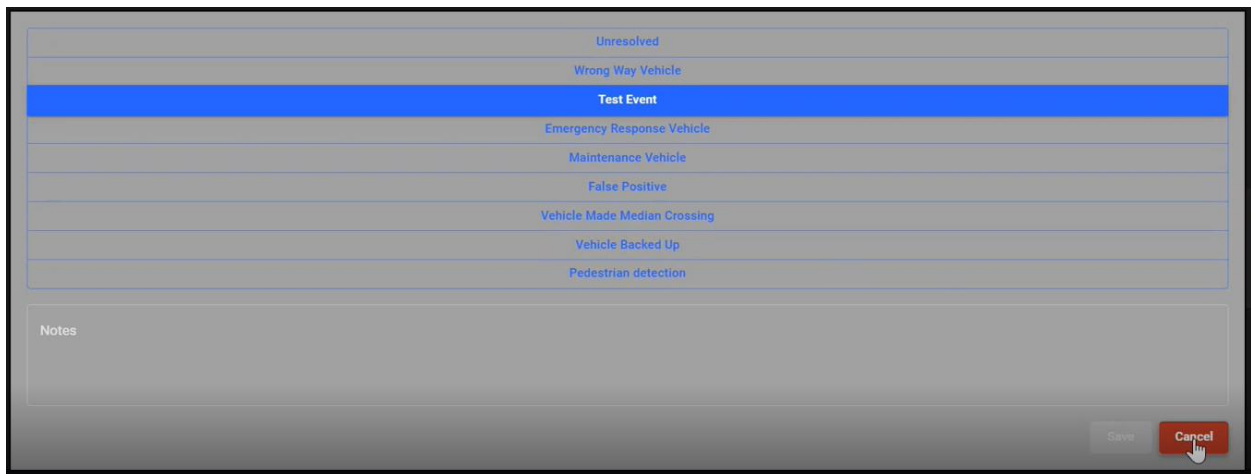 Unresolved
Wrong Way Vehicle
Test Event
Emergency Response Vehicle
Maintenance Vehicle
False Positive
Vehicle Made Median Crossing
Vehicle Backed Up
Pedestrian detection
Notes
Save Cancel